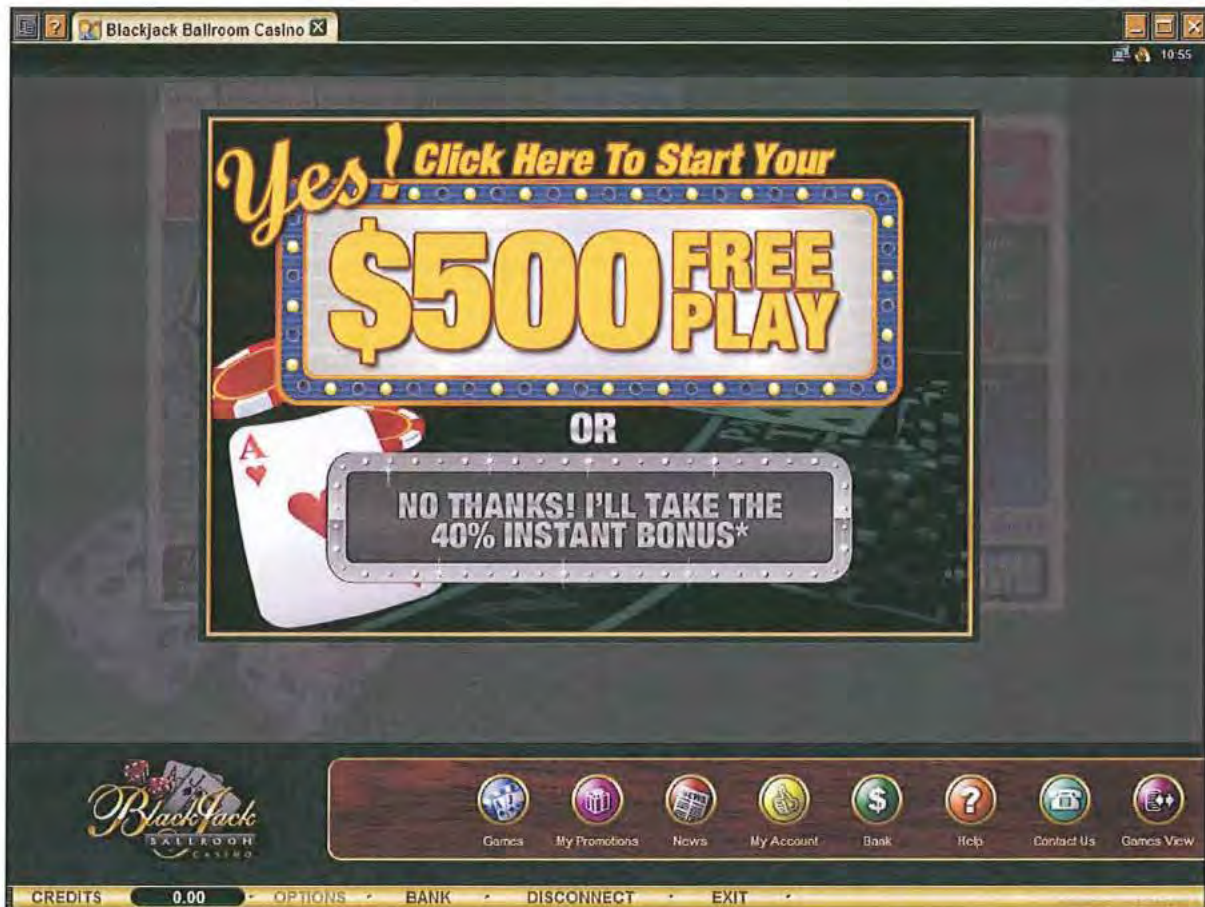 Blackjack Ballroom Casino
10:55
Yes! Click Here To Start Your
$500 FREE PLAY
OR
NO THANKS! I'LL TAKE THE
40% INSTANT BONUS*
A
BlackJack
BALLROOM
CASINO
Games
My Promotions
News
My Account
Bank
Help
Contact Us
Games View
CREDITS 0.00 OPTIONS BANK DISCONNECT EXIT